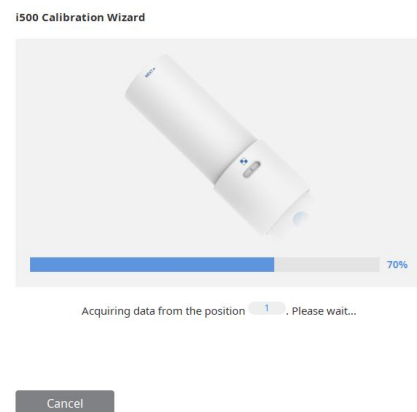 i500 Calibration Wizard
70%
Acquiring data from the position 1 . Please wait...
Cancel